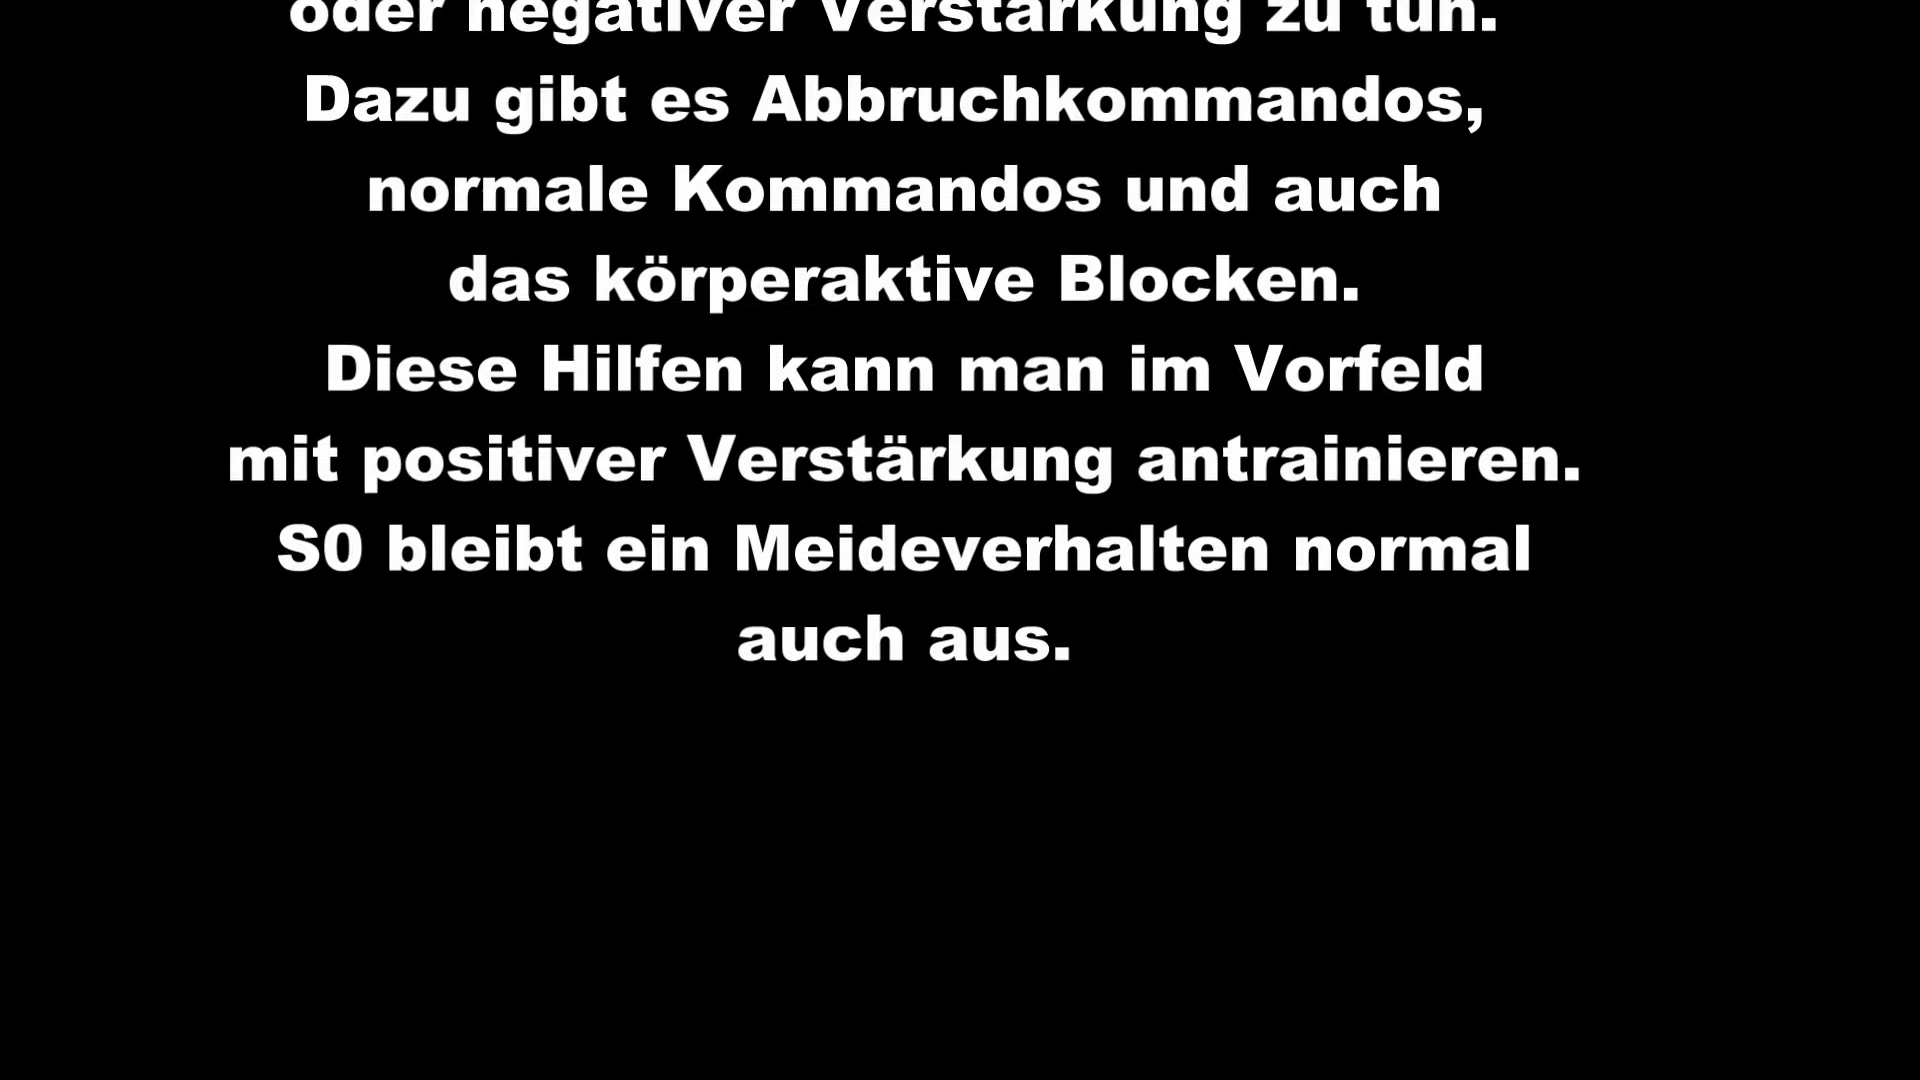 oder negativer Verstärkung zu tun.
Dazu gibt es Abbruchkommandos,
normale Kommandos und auch
das körperaktive Blocken.
Diese Hilfen kann man im Vorfeld
mit positiver Verstärkung antrainieren.
S0 bleibt ein Meideverhalten normal
auch aus.